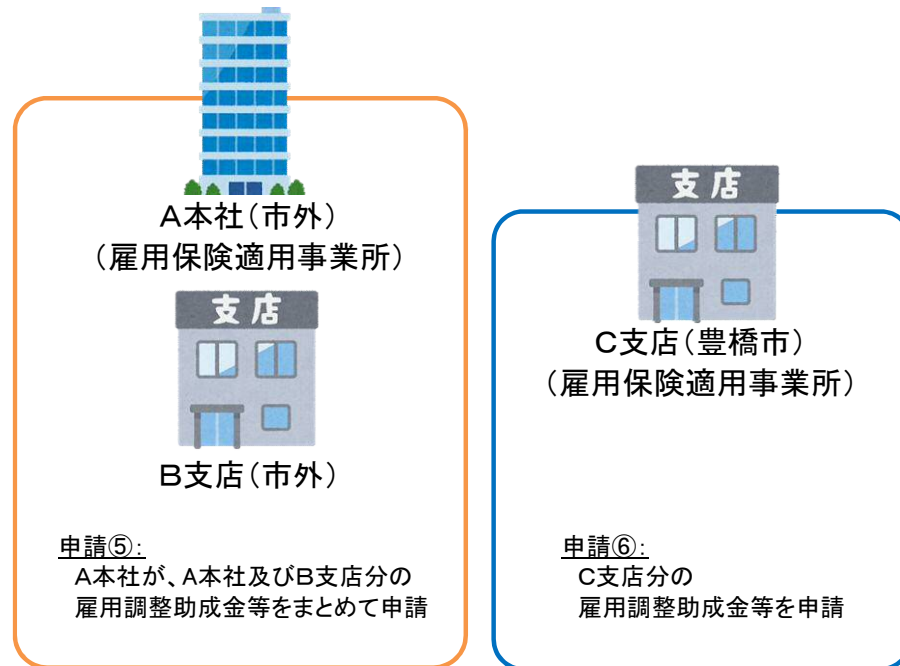 A本社(市外)
(雇用保険適用事業所)
支店
B支店(市外)
申請⑤:
A本社が、A本社及びB支店分の
雇用調整助成金等をまとめて申請
支店
C支店(豊橋市)
(雇用保険適用事業所)
申請⑥:
C支店分の
雇用調整助成金等を申請